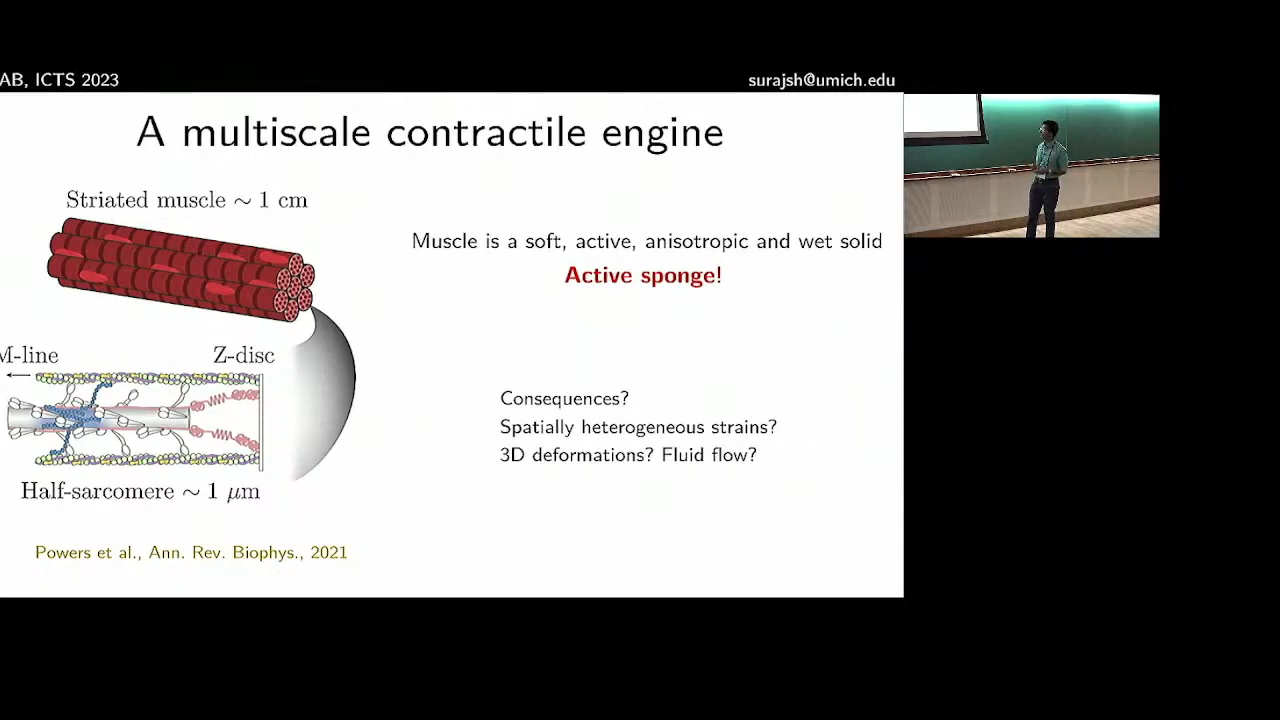 AB, ICTS 2023
surajsh@umich.edu
A multiscale contractile engine
Striated muscle ~ 1 cm
Muscle is a soft, active, anisotropic and wet solid
Active sponge!
M-line
Z-disc
Consequences?
Spatially heterogeneous strains?
3D deformations? Fluid flow?
Half-sarcomere ~ 1 μm
Powers et al., Ann. Rev. Biophys., 2021